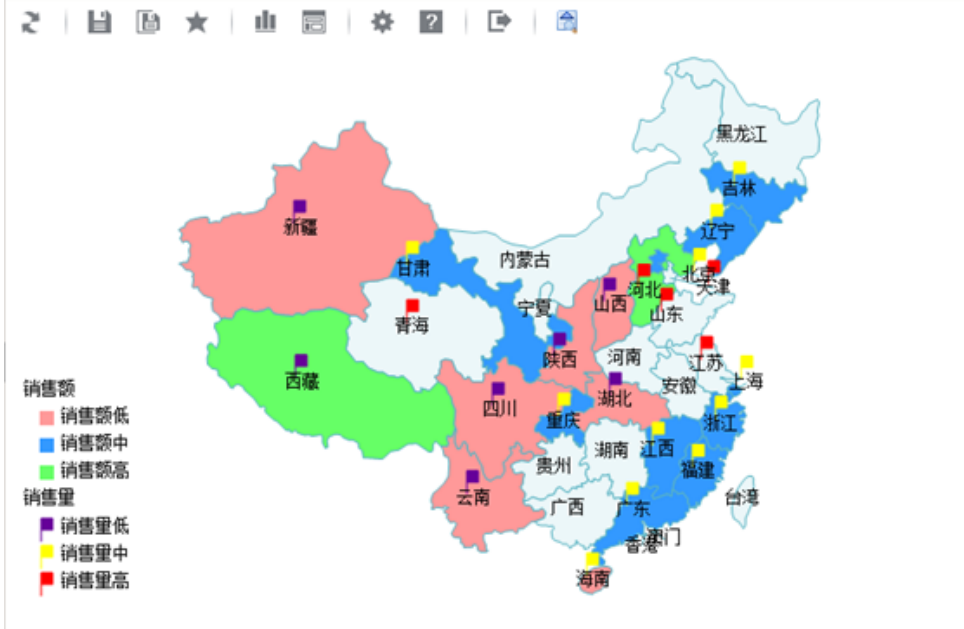 黑龙江
吉林
辽宁
新疆
内蒙古
甘肃
北京
天津
河北
山西
宁夏
山东
青海
陕西
河南
江苏
西藏
安徽
上海
四川
湖北
重庆
浙江
湖南
江西
贵州
福建
云南
广西
广东
台湾
香港
澳门
海南
销售额
销售额低
销售额中
销售额高
销售量
销售量低
销售量中
销售量高